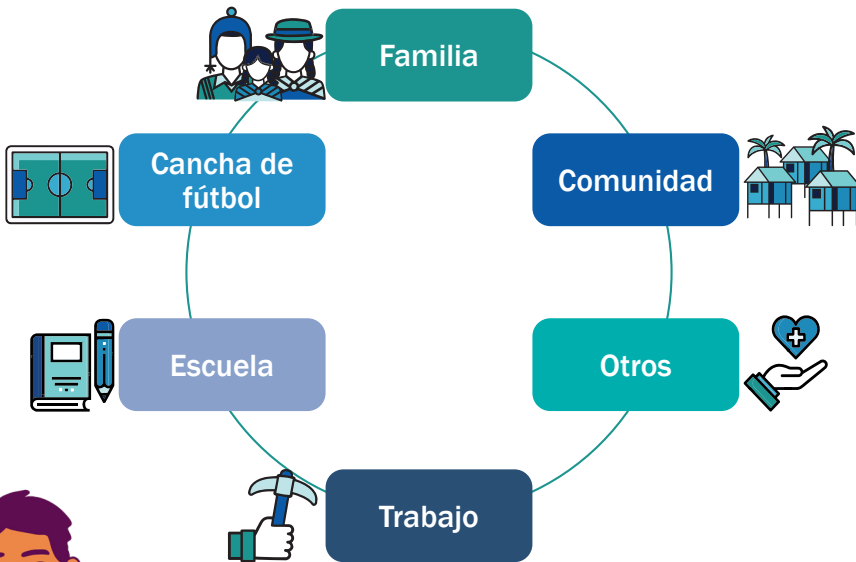 Familia
Cancha de
fútbol
Comunidad
Escuela
Otros
Trabajo